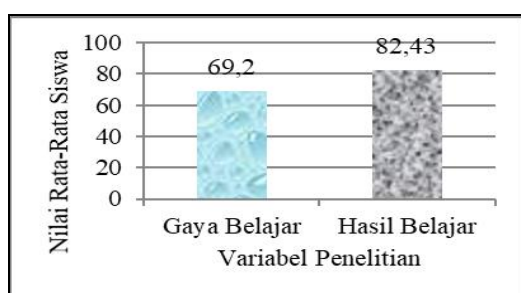 Nilai Rata-Rata Siswa
100
80
60
40
20
0
69,2
82,43
Gaya Belajar
Hasil Belajar
Variabel Penelitian